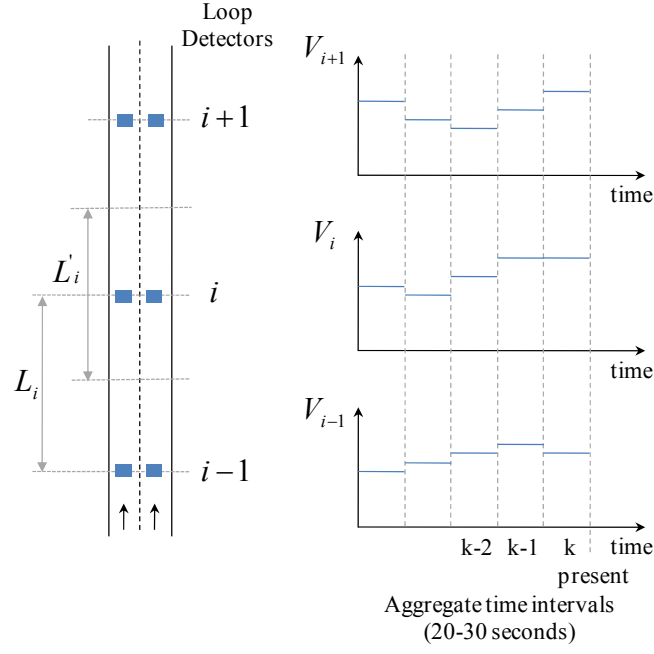 Loop
Detectors
i+1
L'i
i
Li
i−1
Vi+1
time
Vi
time
Vi−1
k-2 k-1 k time
present
Aggregate time intervals
(20-30 seconds)